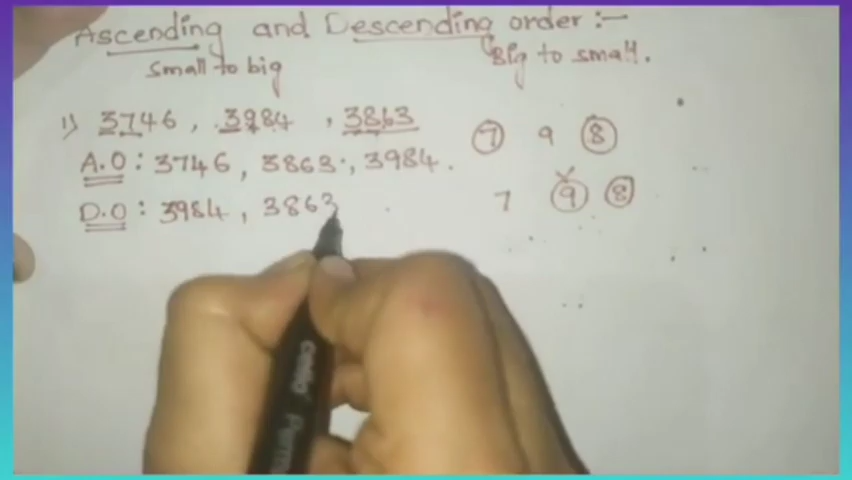 Ascending and Descending order :-
Small to big Big to small.
1) 3746, 3984, 3863 7 9 8
A.O : 3746, 3863, 3984.
D.O : 3984, 3863 7 9 8
cello